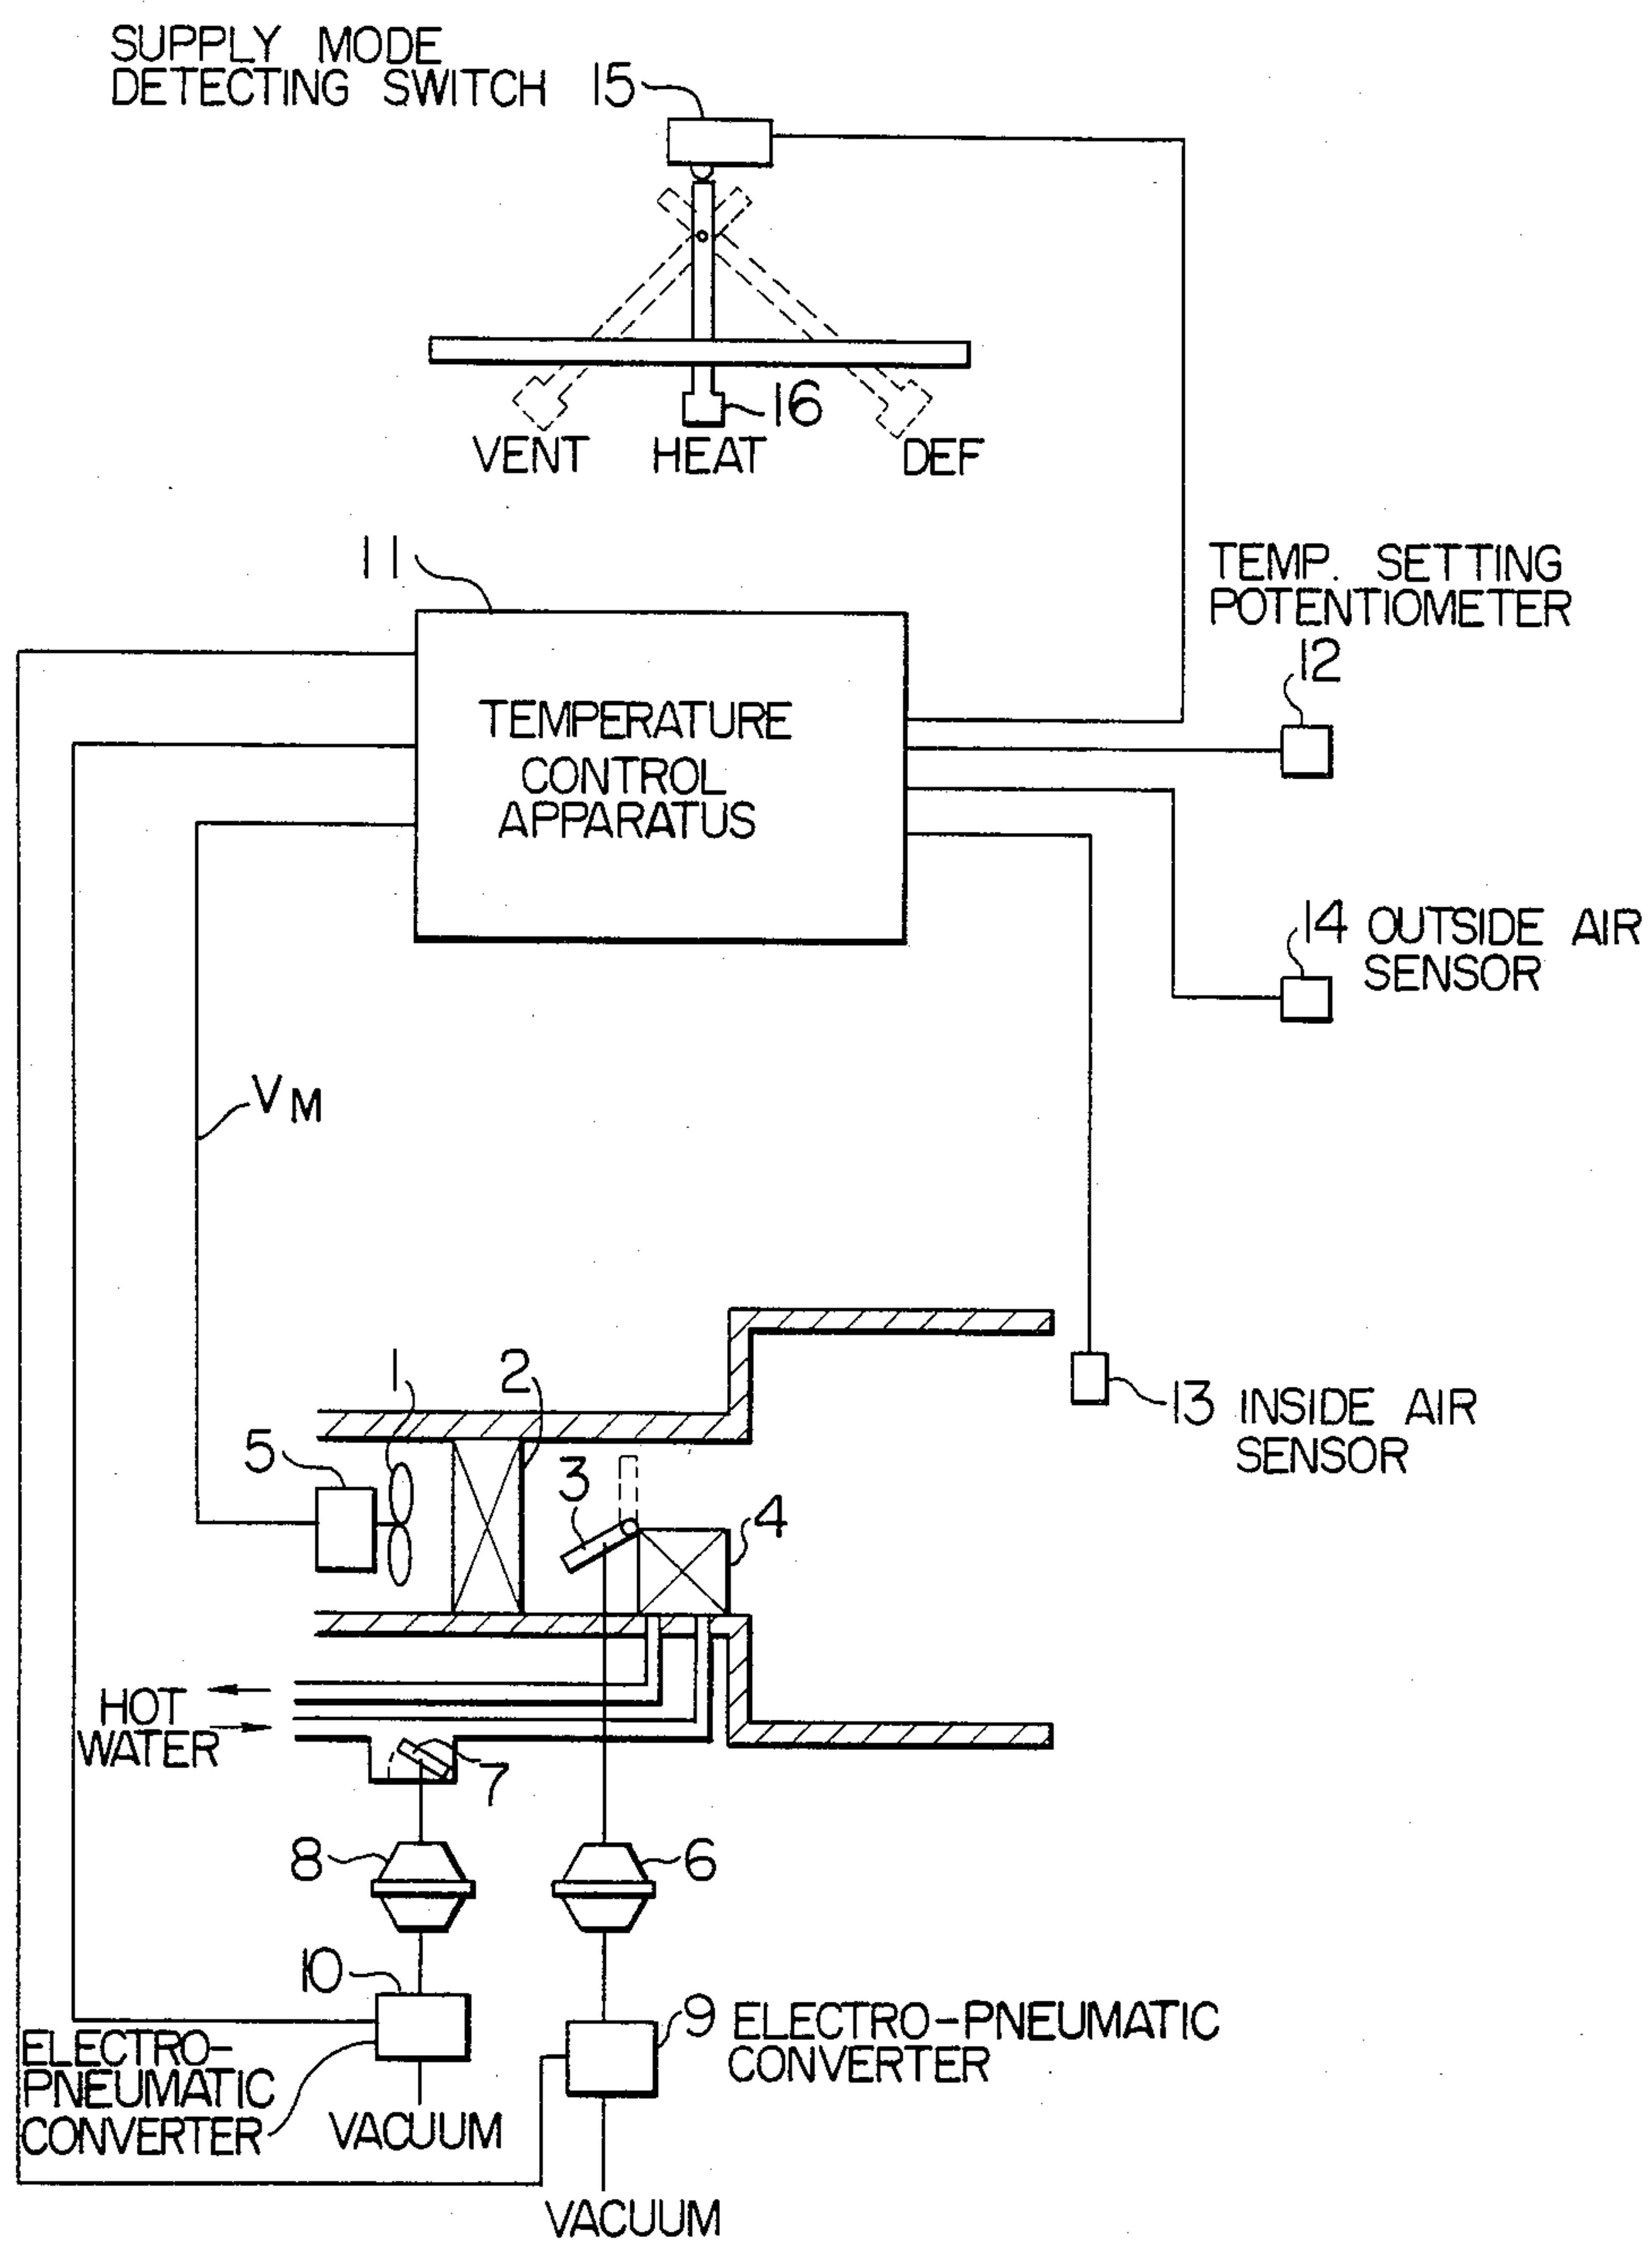 SUPPLY MODE
DETECTING SWITCH 15
16
VENT HEAT DEF
11
TEMP. SETTING
POTENTIOMETER
12
TEMPERATURE
CONTROL
APPARATUS
14 OUTSIDE AIR
SENSOR
VM
1 2
13 INSIDE AIR
SENSOR
5
3
4
HOT
WATER
7
8
6
10
9 ELECTRO-PNEUMATIC
CONVERTER
ELECTRO-
PNEUMATIC
CONVERTER
VACUUM
VACUUM